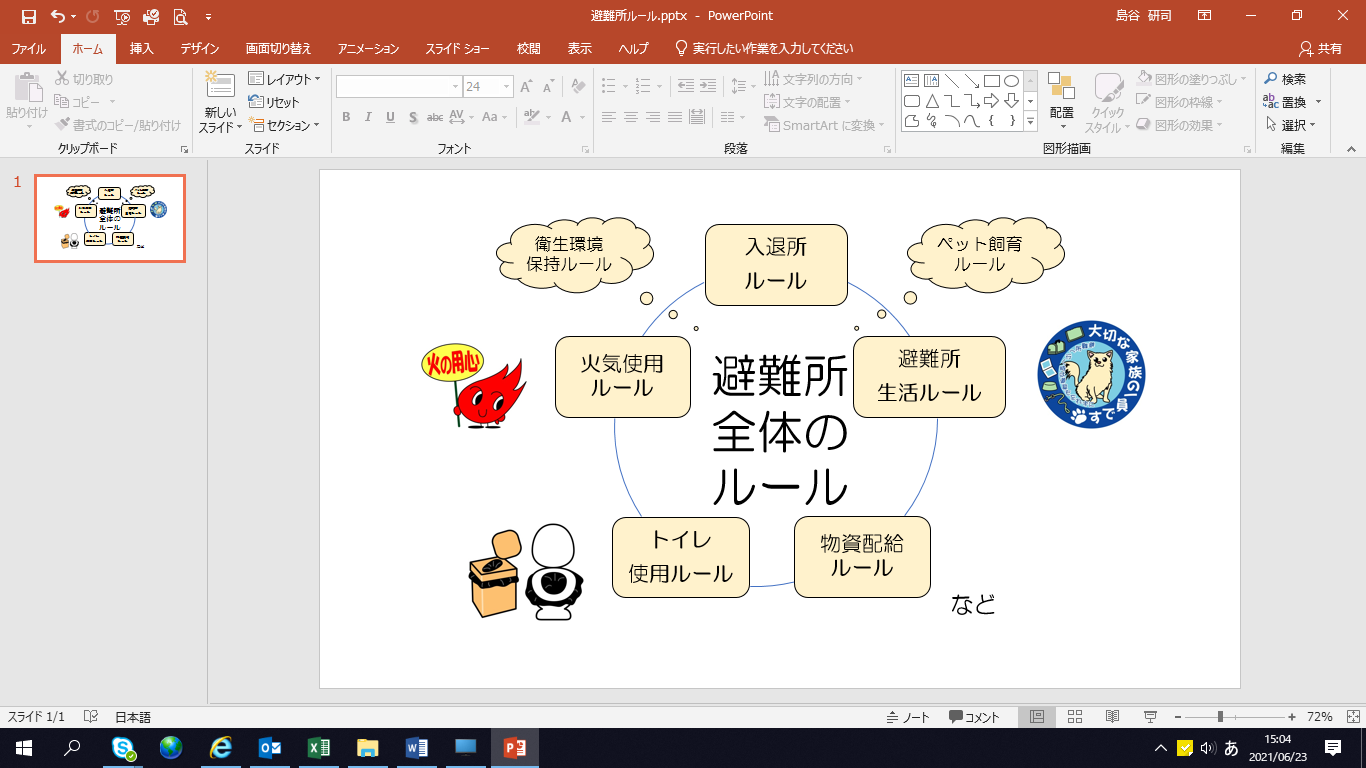 避難所ルール.pptx - PowerPoint
島谷 研司
ファイル
ホーム
挿入
デザイン
画面切り替え
アニメーション
スライド ショー
校閲
表示
ヘルプ
実行したい作業を入力してください
共有
貼り付け
切り取り
コピー
書式のコピー/貼り付け
クリップボード
新しい
スライド
レイアウト
リセット
セクション
スライド
24
B I U S abc AV Aa
A
フォント
文字列の方向
文字の配置
SmartArt に変換
段落
配置
クイック
スタイル
図形の塗りつぶし
図形の枠線
図形の効果
図形描画
検索
置換
選択
編集
1
衛生環境
保持ルール
入退所
ルール
ペット飼育
ルール
火の用心
火気使用
ルール
避難所
全体の
ルール
避難所
生活ルール
大切な家族の一員です
トイレ
使用ルール
物資配給
ルール
など
スライド 1/1
日本語
ノート
コメント
72%
あ
15:04
2021/06/23